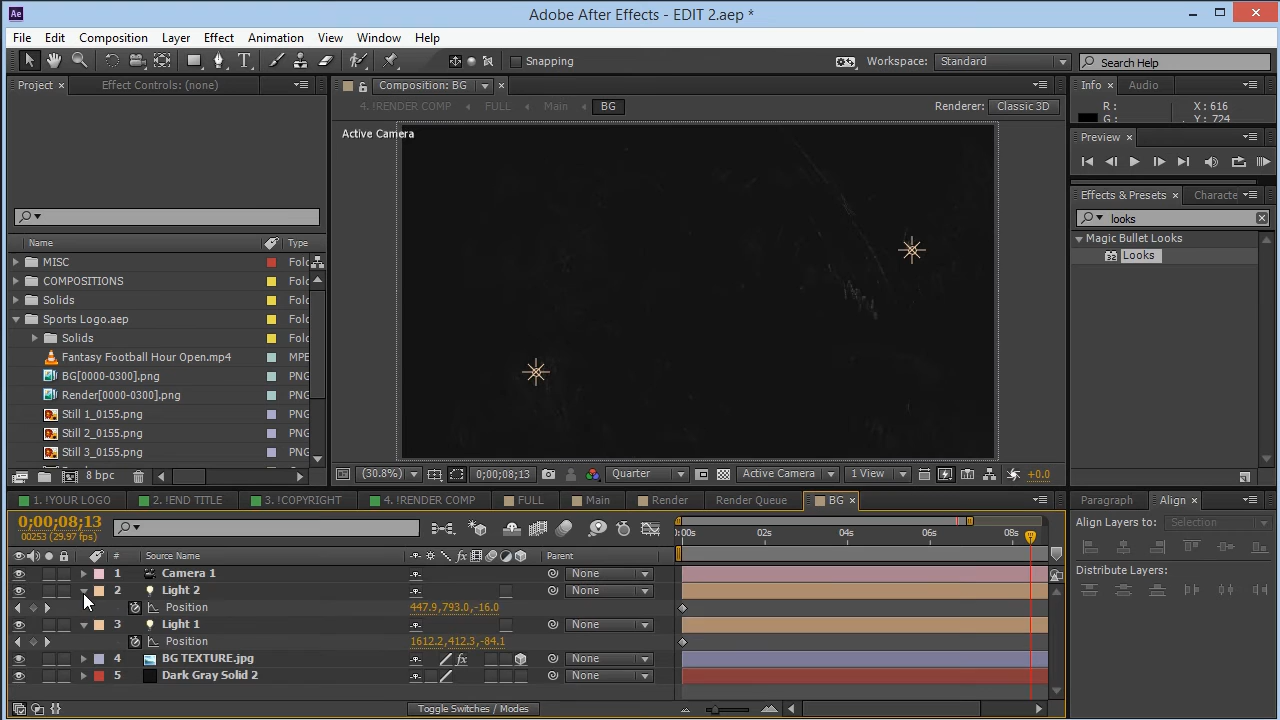 Ae
Adobe After Effects - EDIT 2.aep *
File Edit Composition Layer Effect Animation View Window Help
T
Snapping
Workspace: Standard
Search Help
Project
Effect Controls: (none)
Composition: BG
Info
Audio
4. !RENDER COMP
FULL
Main
BG
Renderer: Classic 3D
R :
G :
X : 616
Y : 724
Active Camera
Preview
Effects & Presets
looks
Magic Bullet Looks
32 Looks
Name
Type
MISC
COMPOSITIONS
Solids
Sports Logo.aep
Solids
Fantasy Football Hour Open.mp4 MPE
BG[0000-0300].png PNG
Render[0000-0300].png PNG
Still 1_0155.png PNG
Still 2_0155.png PNG
Still 3_0155.png PNG
8 bpc
(30.8%)
0;00;08;13
Quarter
Active Camera
1 View
+0.0
1. !YOUR LOGO
2. !END TITLE
3. !COPYRIGHT
4. !RENDER COMP
FULL
Main
Render
Render Queue
BG
Paragraph
Align
0;00;08;13
00253 (29.97 fps)
Align Layers to: Selection
Distribute Layers:
:00s 02s 04s 06s 08s
# Source Name
fx
Parent
1 Camera 1 None
2 Light 2 None
Position 447.9,793.0,-16.0
3 Light 1 None
Position 1612.2,412.3,-84.1
4 BG TEXTURE.jpg fx None
5 Dark Gray Solid 2 None
Toggle Switches / Modes